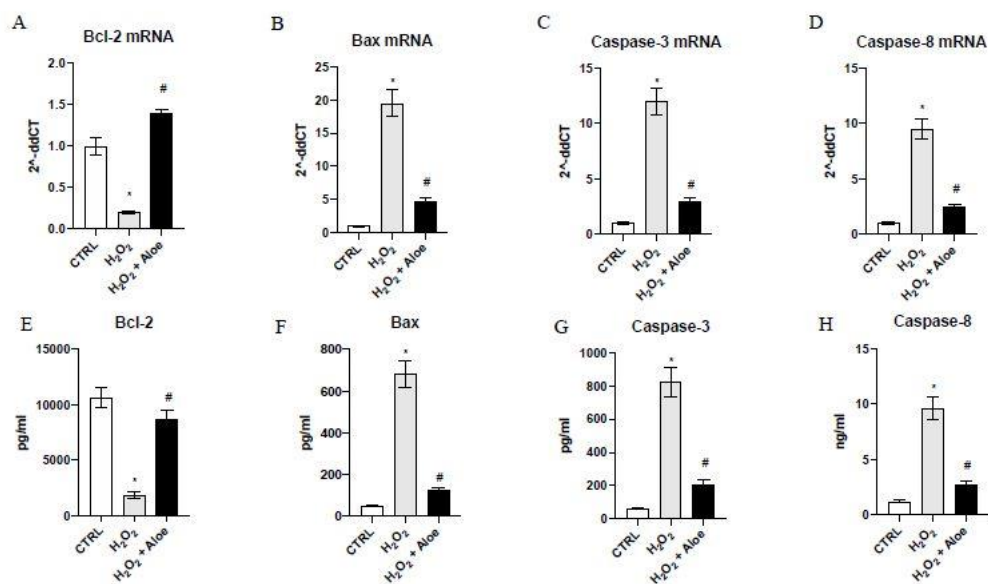 A
Bcl-2 mRNA
2^-ddCT
2.0
1.5
1.0
0.5
0.0
*
#
CTRL
H₂O₂
H₂O₂ + Aloe
B
Bax mRNA
2^-ddCT
25
20
15
10
5
0
*
#
CTRL
H₂O₂
H₂O₂ + Aloe
C
Caspase-3 mRNA
2^-ddCT
15
10
5
0
*
#
CTRL
H₂O₂
H₂O₂ + Aloe
D
Caspase-8 mRNA
2^-ddCT
15
10
5
0
*
#
CTRL
H₂O₂
H₂O₂ + Aloe
E
Bcl-2
pg/ml
15000
10000
5000
0
*
#
CTRL
H₂O₂
H₂O₂ + Aloe
F
Bax
pg/ml
800
600
400
200
0
*
#
CTRL
H₂O₂
H₂O₂ + Aloe
G
Caspase-3
pg/ml
1000
800
600
400
200
0
*
#
CTRL
H₂O₂
H₂O₂ + Aloe
H
Caspase-8
ng/ml
15
10
5
0
*
#
CTRL
H₂O₂
H₂O₂ + Aloe